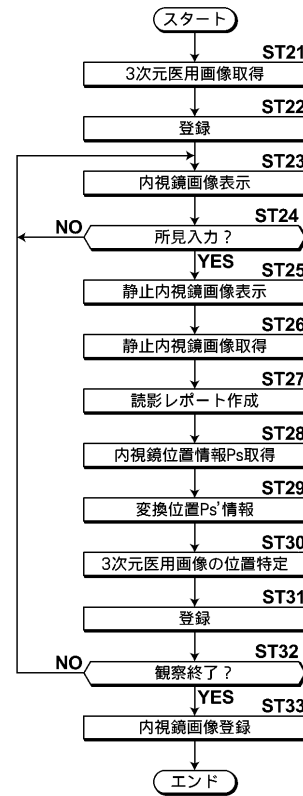 スタート
ST21
3次元医用画像取得
ST22
登録
ST23
内視鏡画像表示
ST24
NO
所見入力？
YES
ST25
静止内視鏡画像表示
ST26
静止内視鏡画像取得
ST27
読影レポート作成
ST28
内視鏡位置情報Ps取得
ST29
変換位置Ps'情報
ST30
3次元医用画像の位置特定
ST31
登録
ST32
NO
観察終了？
YES
ST33
内視鏡画像登録
エンド